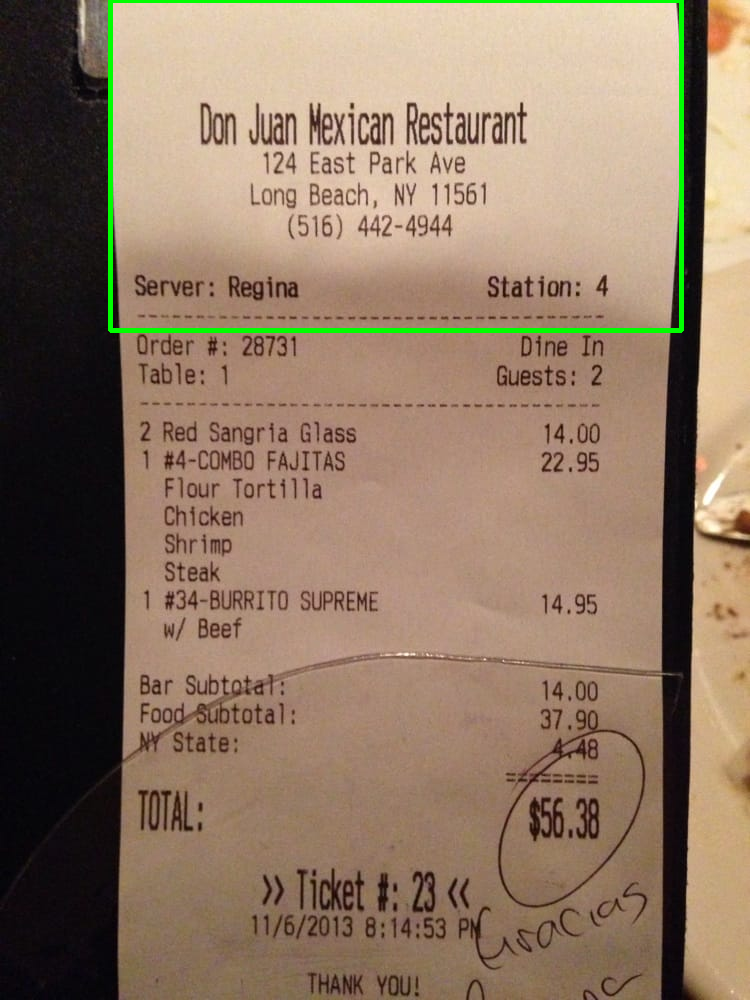 Don Juan Mexican Restaurant
124 East Park Ave
Long Beach, NY 11561
(516) 442-4944
Server: Regina Station: 4
Order #: 28731 Dine In
Table: 1 Guests: 2
2 Red Sangria Glass 14.00
1 #4-COMBO FAJITAS 22.95
Flour Tortilla
Chicken
Shrimp
Steak
1 #34-BURRITO SUPREME 14.95
w/ Beef
Bar Subtotal: 14.00
Food Subtotal: 37.90
NY State: 4.48
TOTAL: $56.38
>> Ticket #: 23 <<
11/6/2013 8:14:53 PM
Gracias
THANK YOU!